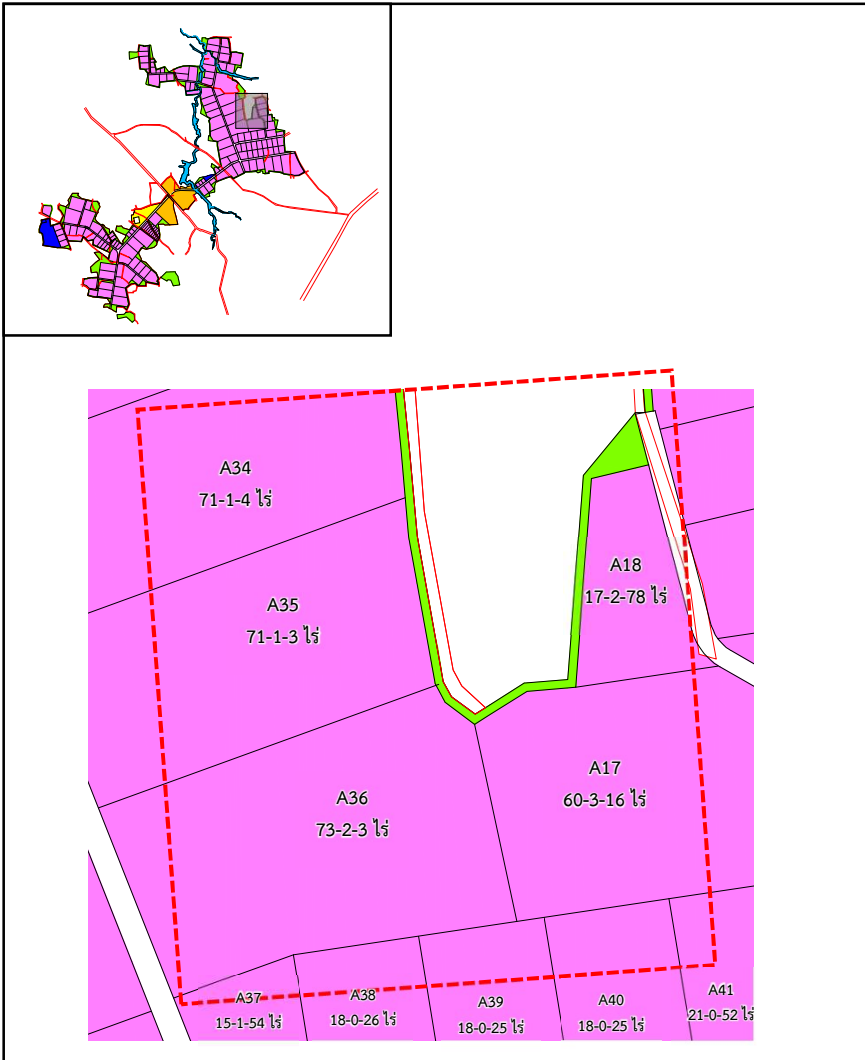 A34
71-1-4 ไร่
A18
17-2-78 ไร่
A35
71-1-3 ไร่
A17
60-3-16 ไร่
A36
73-2-3 ไร่
A37
15-1-54 ไร่
A38
18-0-26 ไร่
A39
18-0-25 ไร่
A40
18-0-25 ไร่
A41
21-0-52 ไร่